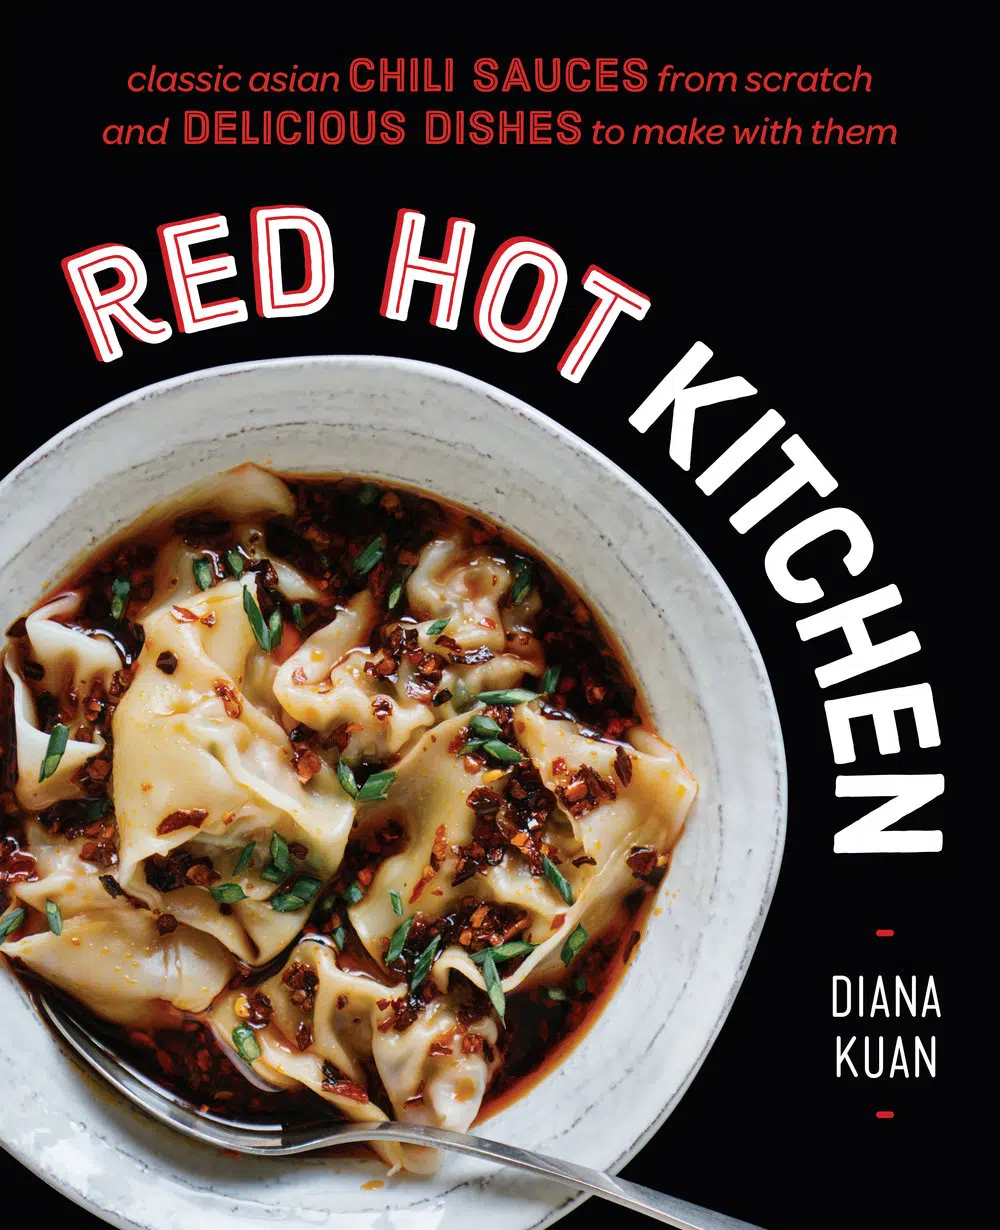 classic asian CHILI SAUCES from scratch
and DELICIOUS DISHES to make with them
RED HOT KITCHEN
DIANA
KUAN